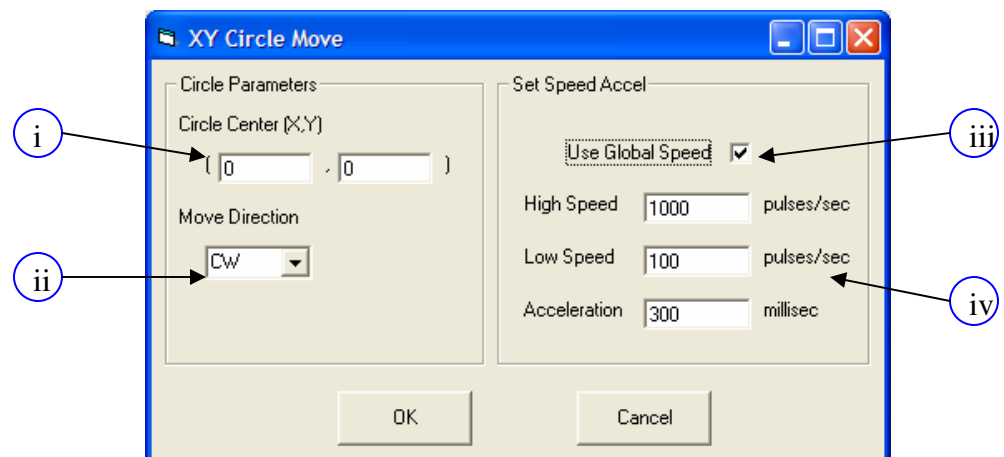 XY Circle Move
Circle Parameters
Circle Center (X,Y)
( 0 , 0 )
Move Direction
CW
Set Speed Accel
Use Global Speed
High Speed 1000 pulses/sec
Low Speed 100 pulses/sec
Acceleration 300 millisec
OK Cancel
i
ii
iii
iv